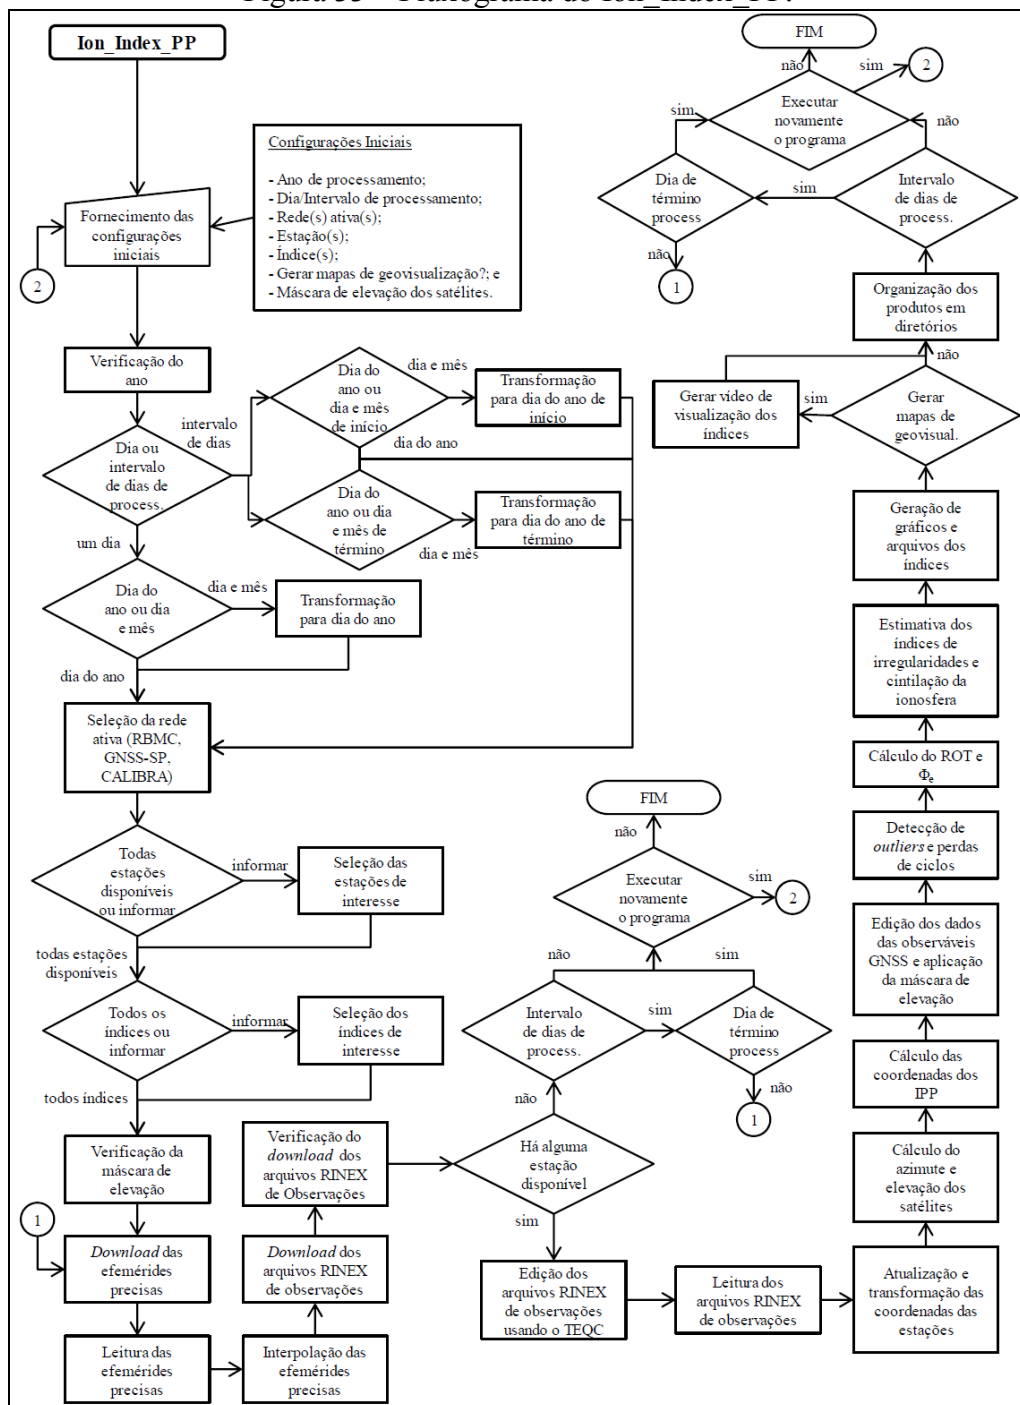 Figura 35 – Fluxograma do Ion_Index_PP.
Ion_Index_PP
Configurações Iniciais
- Ano de processamento;
- Dia/Intervalo de processamento;
- Rede(s) ativa(s);
- Estação(s);
- Índice(s);
- Gerar mapas de geovisualização?; e
- Máscara de elevação dos satélites.
Fornecimento das
configurações
iniciais
2
Verificação do
ano
Dia ou
intervalo
de dias de
process.
intervalo
de dias
um dia
Dia do
ano ou
dia e mês
de início
dia e mês
Transformação
para dia do ano de
início
dia do ano
Dia do
ano ou dia
e mês de
término
dia e mês
Transformação
para dia do ano de
término
Dia do
ano ou dia
e mês
dia e mês
Transformação
para dia do ano
dia do ano
Seleção da rede
ativa (RBMC,
GNSS-SP,
CALIBRA)
Todas
estações
disponíveis
ou informar
informar
Seleção das
estações de
interesse
todas estações
disponíveis
Todos os
índices ou
informar
informar
Seleção dos
índices de
interesse
todos índices
Verificação da
máscara de
elevação
1
Download das
efemérides
precisas
Leitura das
efemérides
precisas
Interpolação das
efemérides
precisas
Download dos
arquivos RINEX
de observações
Verificação do
download dos
arquivos RINEX
de Observações
Há alguma
estação
disponível
não
sim
Intervalo
de dias de
process.
não
sim
Dia de
término
process
sim
não
1
Executar
novamente
o programa
sim
2
não
FIM
Edição dos
arquivos RINEX
de observações
usando o TEQC
Leitura dos
arquivos RINEX
de observações
Atualização e
transformação das
coordenadas das
estações
Cálculo do
azimute e
elevação dos
satélites
Cálculo das
coordenadas dos
IPP
Edição dos dados
das observáveis
GNSS e aplicação
da máscara de
elevação
Detecção de
outliers e perdas
de ciclos
Cálculo do ROT e
Φe
Estimativa dos
índices de
irregularidades e
cintilação da
ionosfera
Geração de
gráficos e
arquivos dos
índices
Gerar
mapas de
geovisual.
sim
não
Gerar vídeo de
visualização dos
índices
Organização dos
produtos em
diretórios
Intervalo
de dias de
process.
não
sim
Dia de
término
process
sim
não
1
Executar
novamente
o programa
não
sim
2
FIM